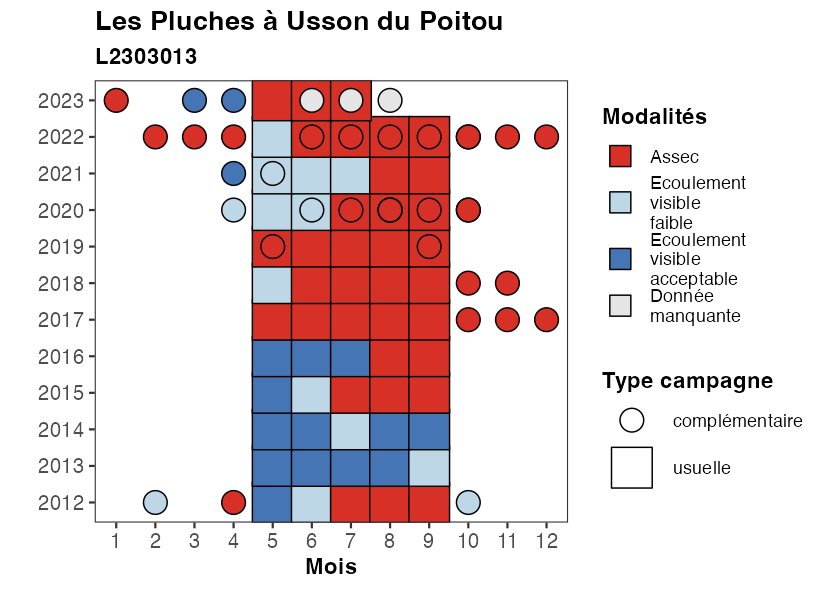 Les Pluches à Usson du Poitou
L2303013
2023
2022
2021
2020
2019
2018
2017
2016
2015
2014
2013
2012
1 2 3 4 5 6 7 8 9 10 11 12
Mois
Modalités
Assec
Ecoulement
visible
faible
Ecoulement
visible
acceptable
Donnée
manquante
Type campagne
complémentaire
usuelle